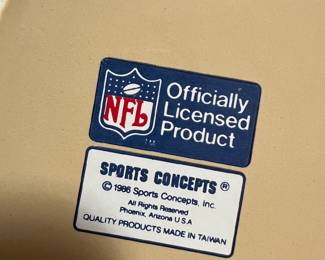 NFL
Officially
Licensed
Product
TM
SPORTS CONCEPTS®
© 1986 Sports Concepts, Inc.
All Rights Reserved
Phoenix, Arizona U.S.A
QUALITY PRODUCTS MADE IN TAIWAN